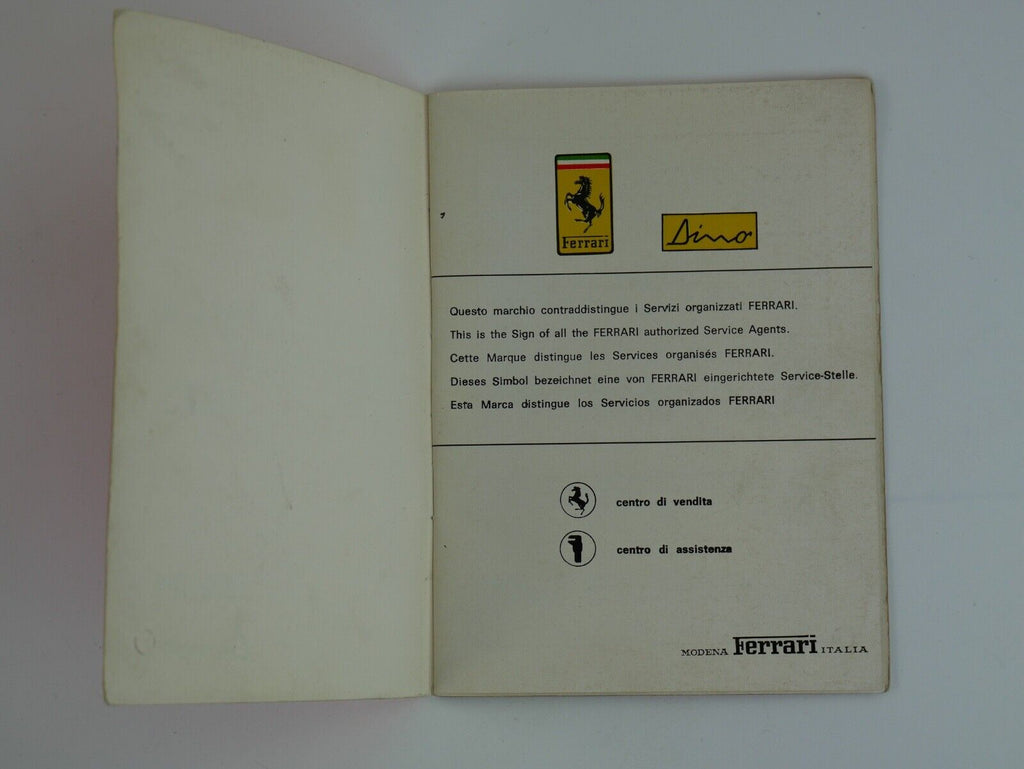 Ferrari
Dino
Questo marchio contraddistingue i Servizi organizzati FERRARI.
This is the Sign of all the FERRARI authorized Service Agents.
Cette Marque distingue les Services organisés FERRARI.
Dieses Simbol bezeichnet eine von FERRARI eingerichtete Service-Stelle.
Esta Marca distingue los Servicios organizados FERRARI
centro di vendita
centro di assistenza
MODENA Ferrari ITALIA